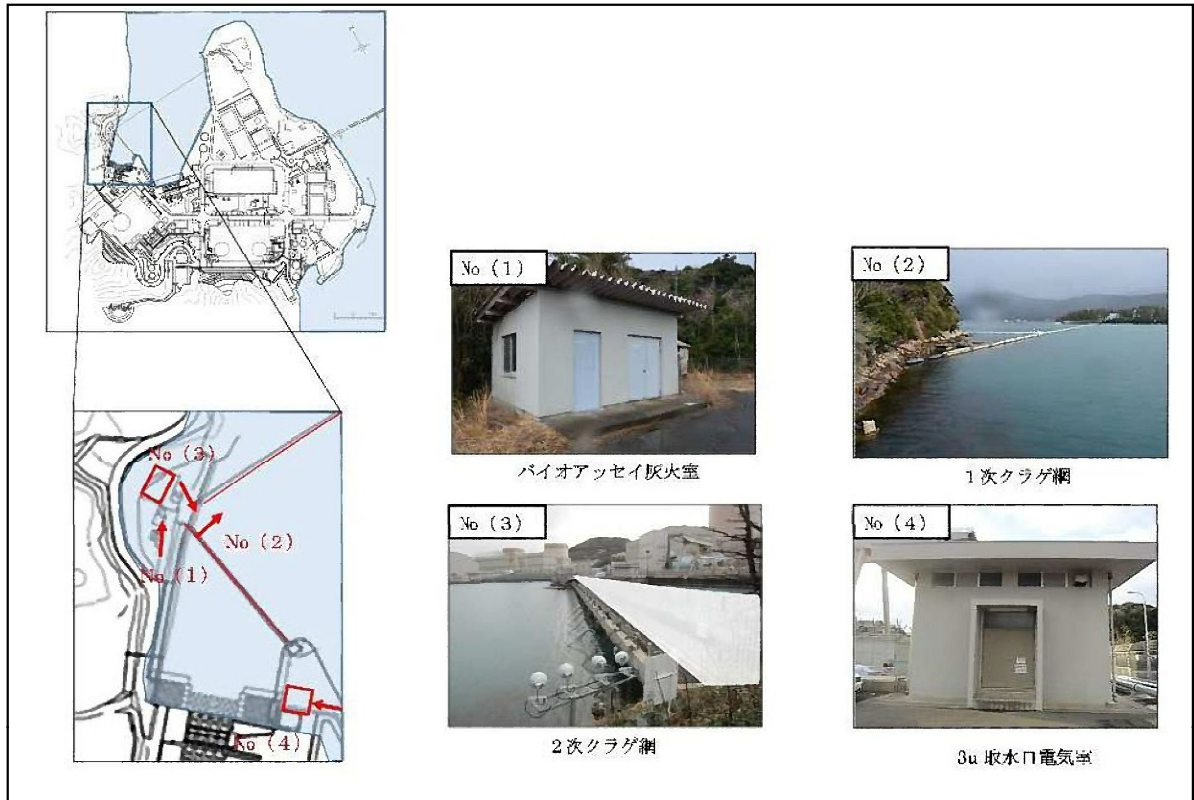 No (1)
バイオアッセイ灰火室
No (2)
1次クラゲ網
No (3)
2次クラゲ網
No (4)
3u 取水口電気室
No (3)
No (2)
No (1)
No (4)